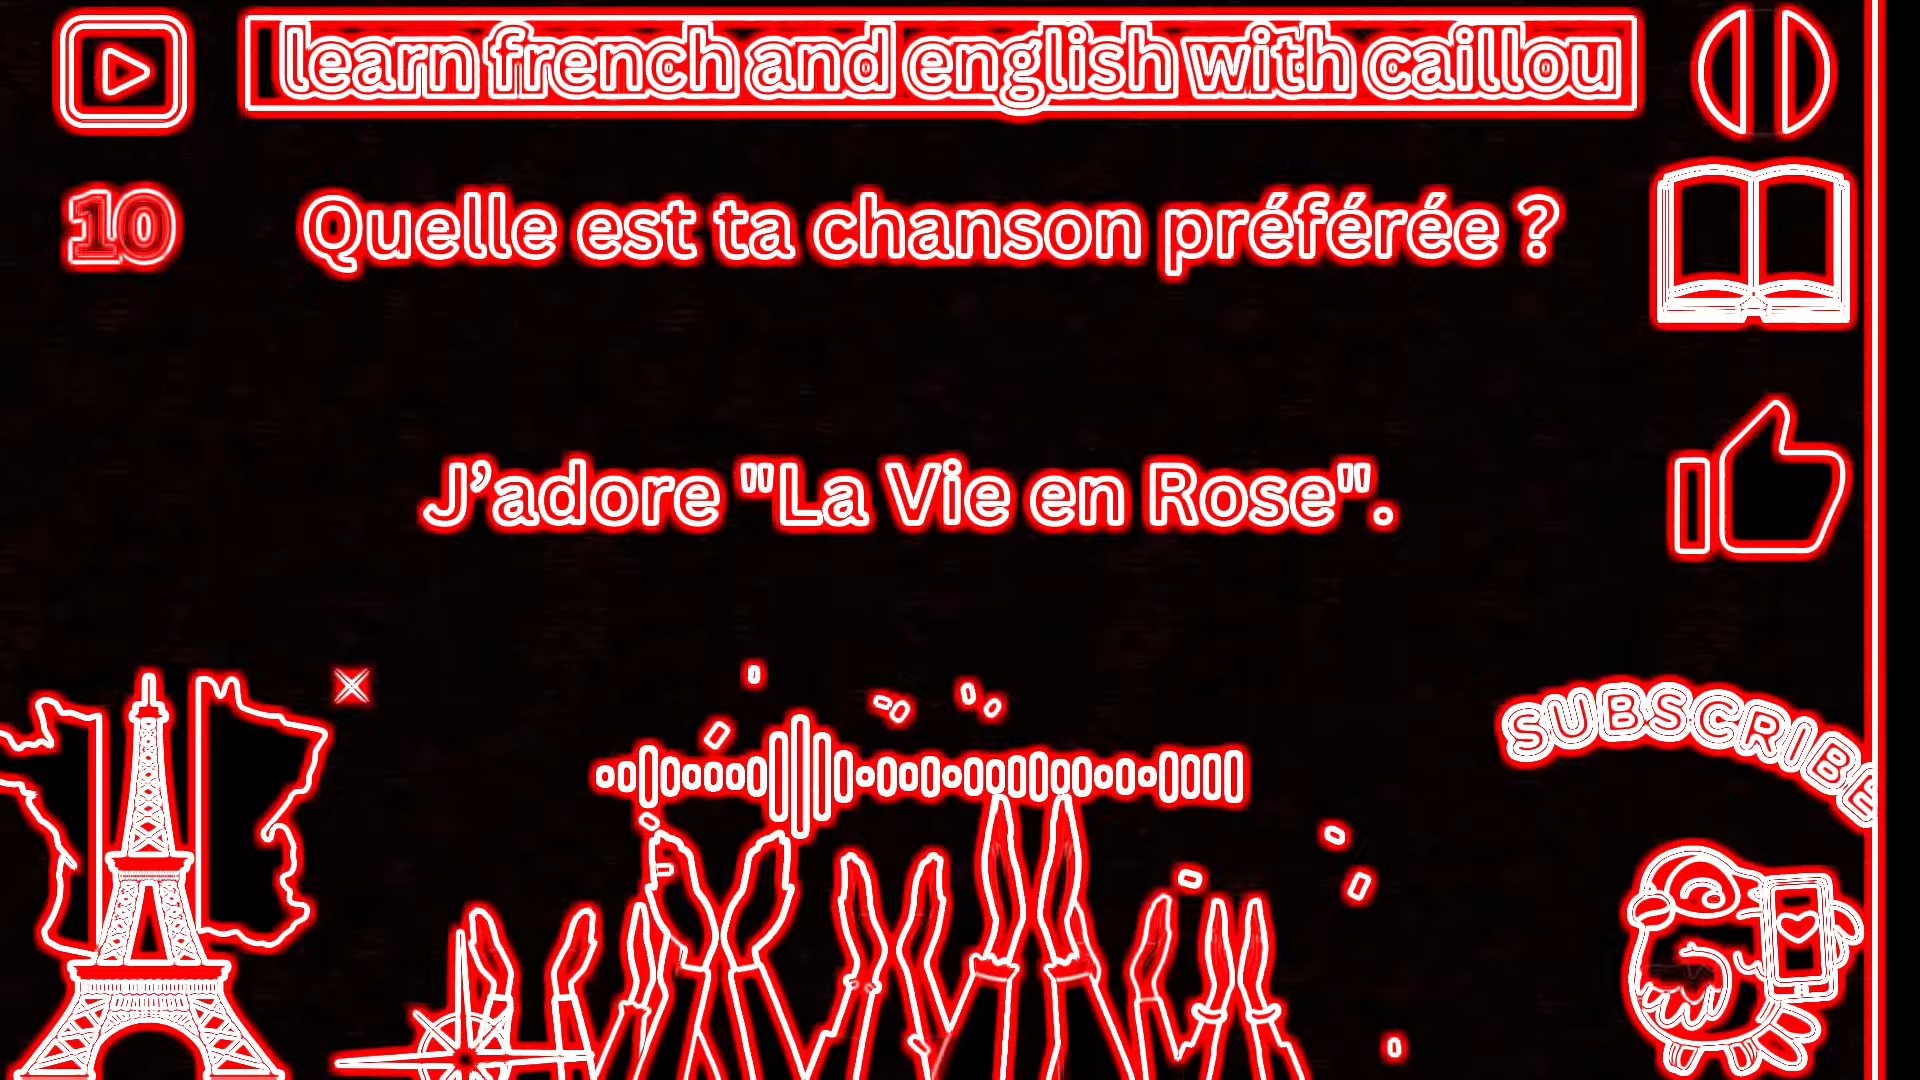 learn french and english with caillou
10
Quelle est ta chanson préférée ?
J’adore "La Vie en Rose".
SUBSCRIBE